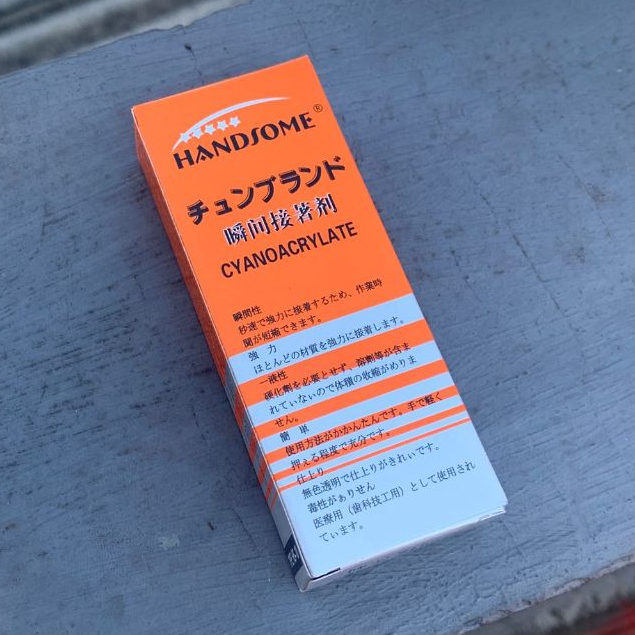 HANDSOME®
チュンブランド
瞬间接著剂
CYANOACRYLATE
瞬間性
秒速で強力に接着するため、作業時
間が短縮できます。
強 力
ほとんどの材質を強力に接着します。
一液性
硬化劑を必要とせず、溶劑等が含ま
れていないので体積の收縮がめりま
せん。
簡 単
使用方法がかかんたんです。手で軽く
押える程度で充分です。
仕上り
無色透明で仕上りがきれぃです。
毒性がぁりせん
医療用（歯科技工用）として使用され
ています。